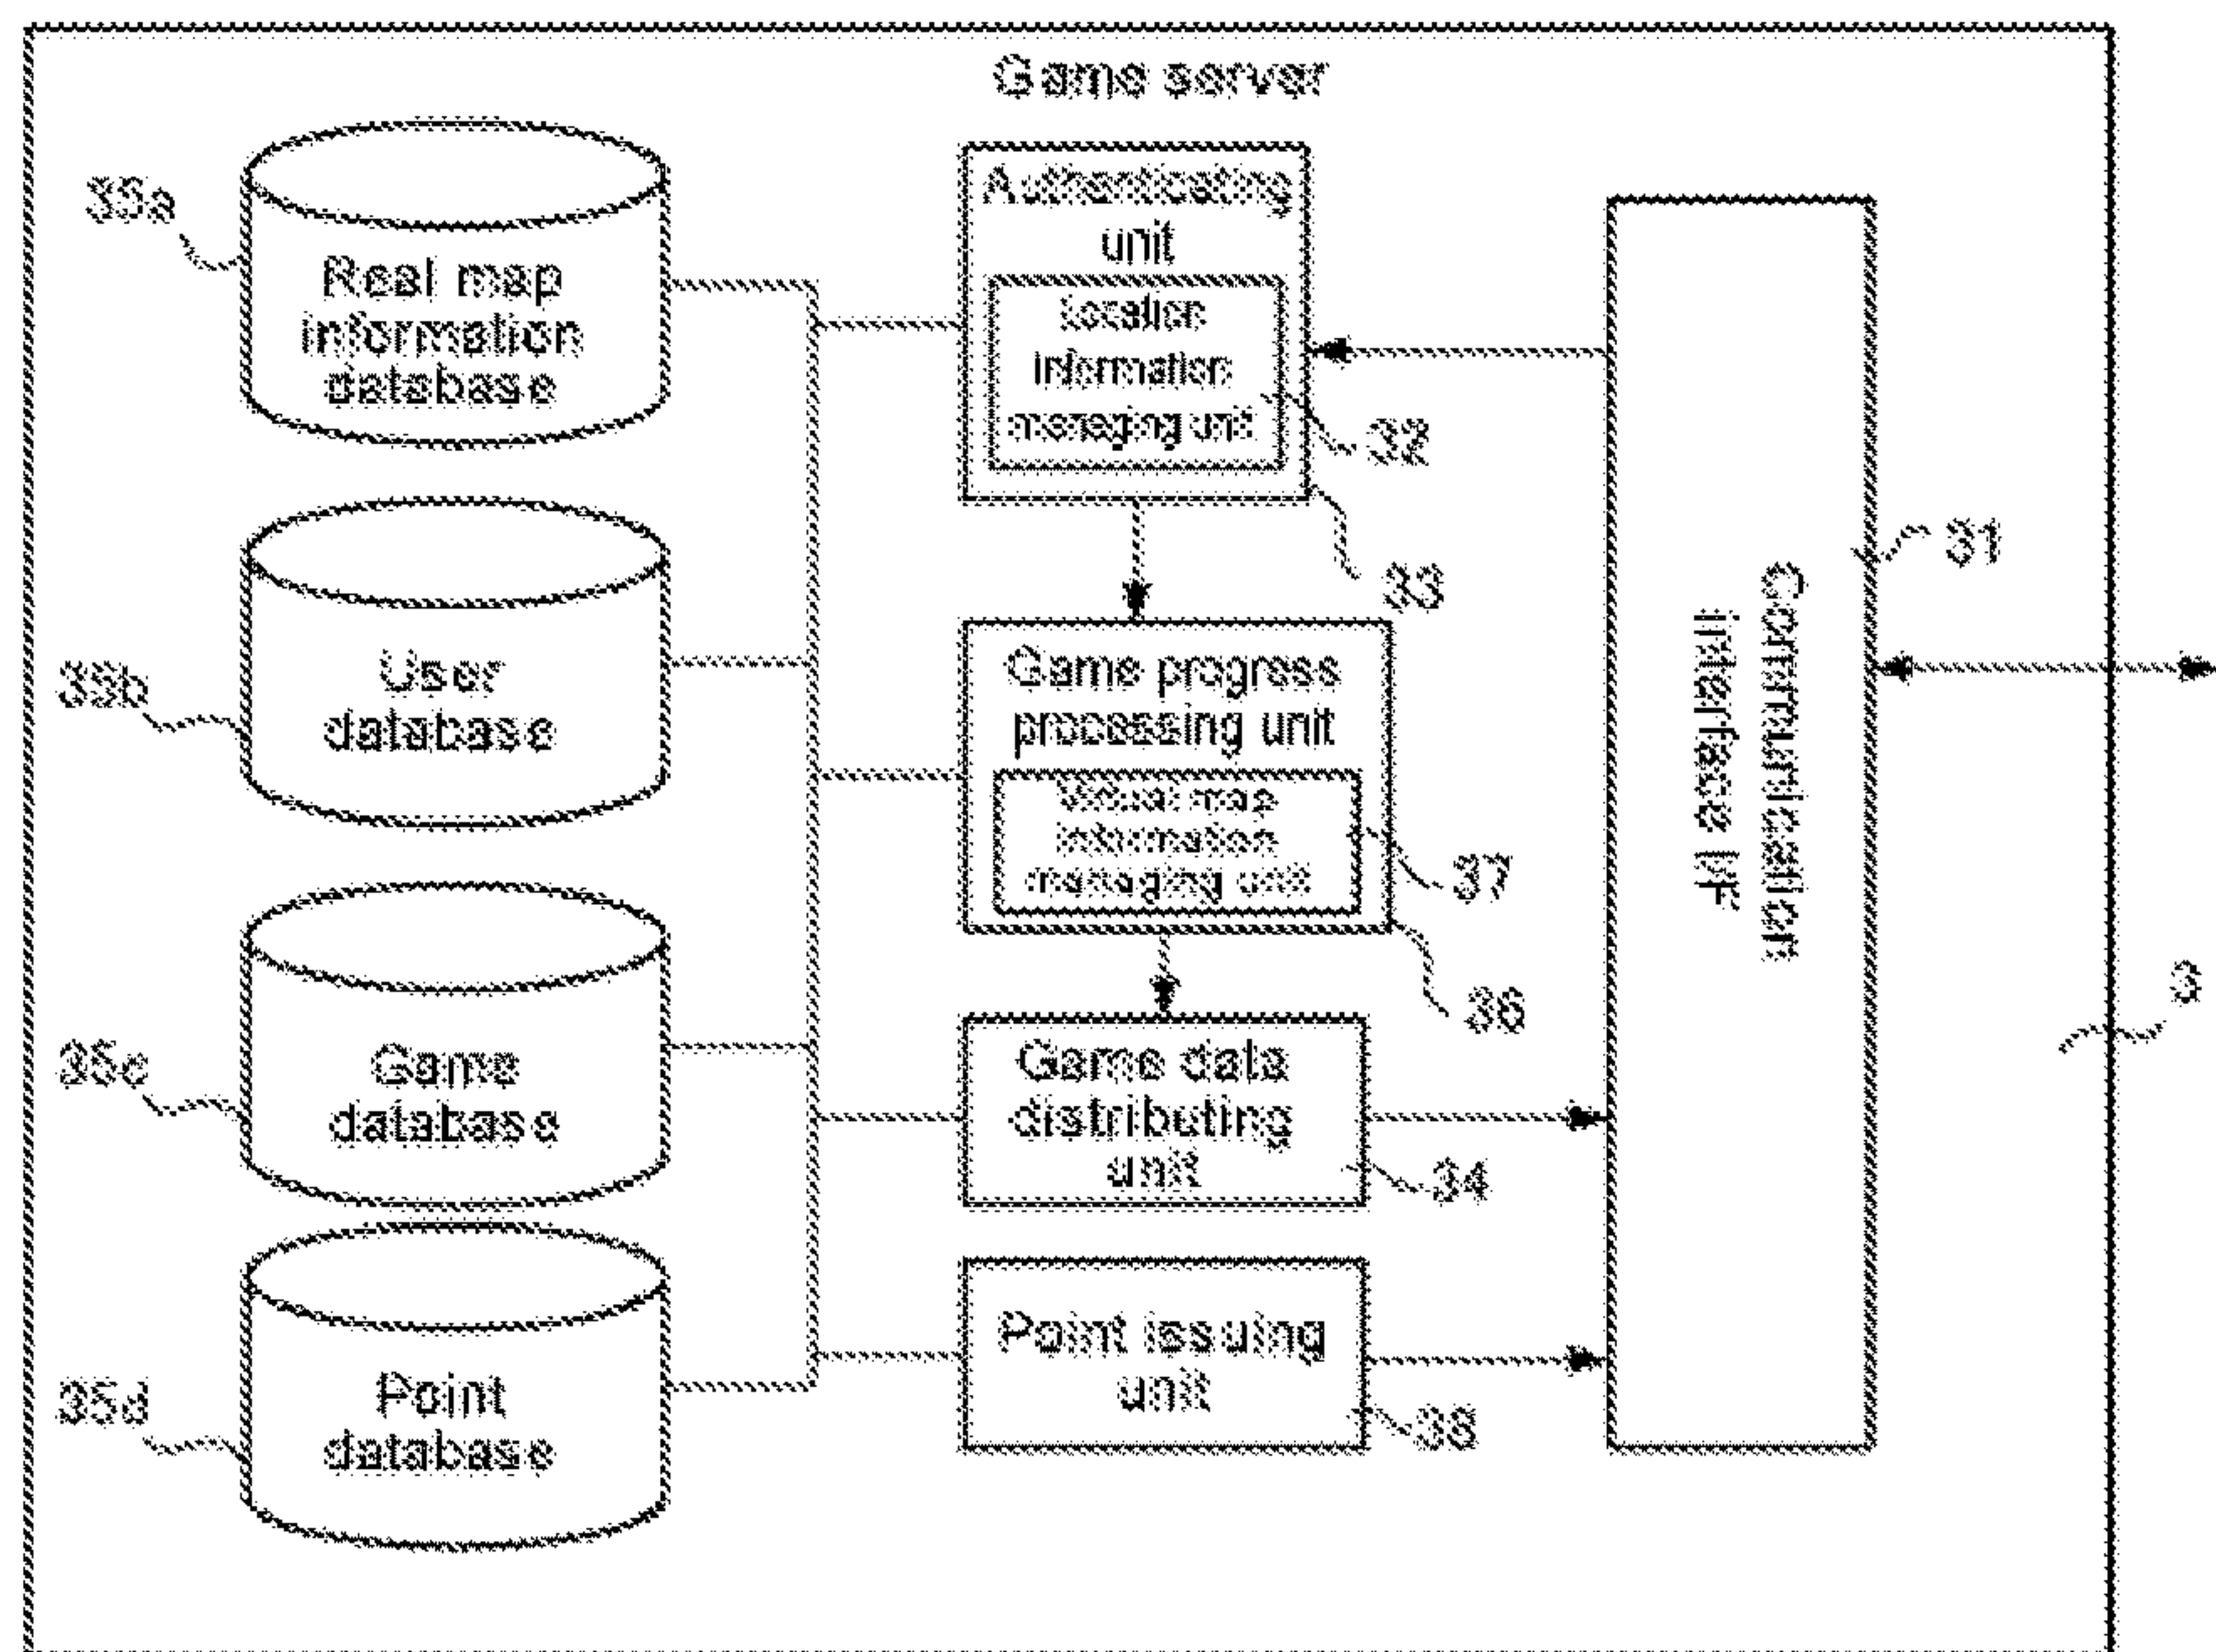 Game server
35a
Real map
information
database
Authenticating
unit
Location
information
managing unit
32
33
31
Communication
interface I/F
35b
User
database
Game progress
processing unit
Virtual map
information
managing unit
37
36
3
35c
Game
database
Game data
distributing
unit
34
35d
Point
database
Point issuing
unit
38